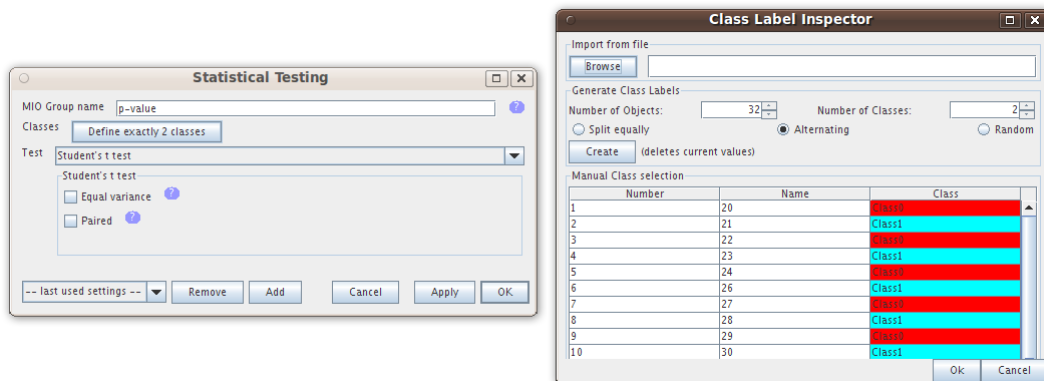 Statistical Testing
MIO Group name p-value ?
Classes Define exactly 2 classes
Test Student's t test
Student's t test
Equal variance ?
Paired ?
-- last used settings -- Remove Add Cancel Apply OK
Class Label Inspector
Import from file
Browse
Generate Class Labels
Number of Objects: 32 Number of Classes: 2
Split equally Alternating Random
Create (deletes current values)
Manual Class selection
Number Name Class
1 20 Class0
2 21 Class1
3 22 Class0
4 23 Class1
5 24 Class0
6 26 Class1
7 27 Class0
8 28 Class1
9 29 Class0
10 30 Class1
Ok Cancel